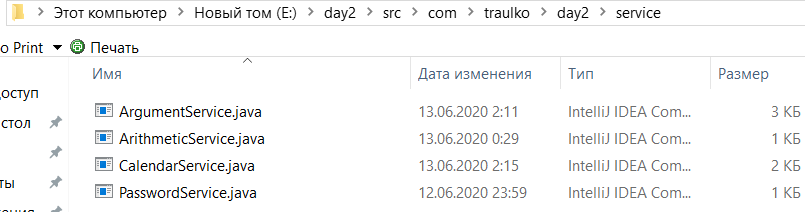 Этот компьютер > Новый том (E:) > day2 > src > com > traulko > day2 > service
o Print ▾ Печать
Имя Дата изменения Тип Размер
оступ
стол
ты
ArgumentService.java 13.06.2020 2:11 IntelliJ IDEA Com... 3 КБ
ArithmeticService.java 13.06.2020 0:29 IntelliJ IDEA Com... 1 КБ
CalendarService.java 13.06.2020 2:15 IntelliJ IDEA Com... 2 КБ
PasswordService.java 12.06.2020 23:59 IntelliJ IDEA Com... 1 КБ